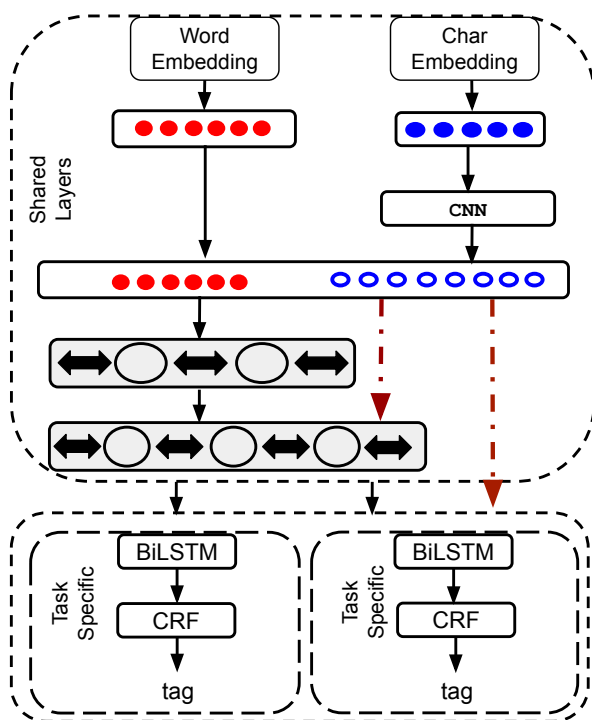 Word
Embedding
Char
Embedding
Shared
Layers
CNN
Task
Specific
BiLSTM
CRF
tag
Task
Specific
BiLSTM
CRF
tag